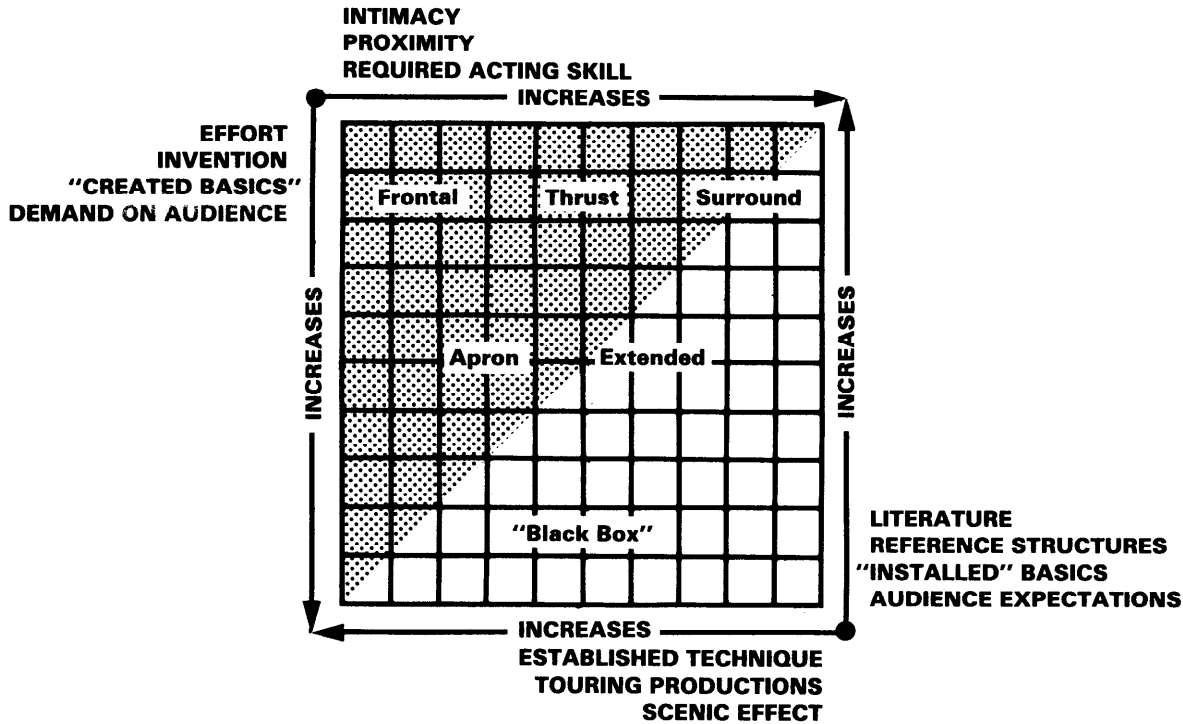 INTIMACY
PROXIMITY
REQUIRED ACTING SKILL
INCREASES
EFFORT
INVENTION
"CREATED BASICS"
DEMAND ON AUDIENCE
Frontal
Thrust
Surround
INCREASES
INCREASES
Apron
Extended
"Black Box"
LITERATURE
REFERENCE STRUCTURES
"INSTALLED" BASICS
AUDIENCE EXPECTATIONS
INCREASES
ESTABLISHED TECHNIQUE
TOURING PRODUCTIONS
SCENIC EFFECT